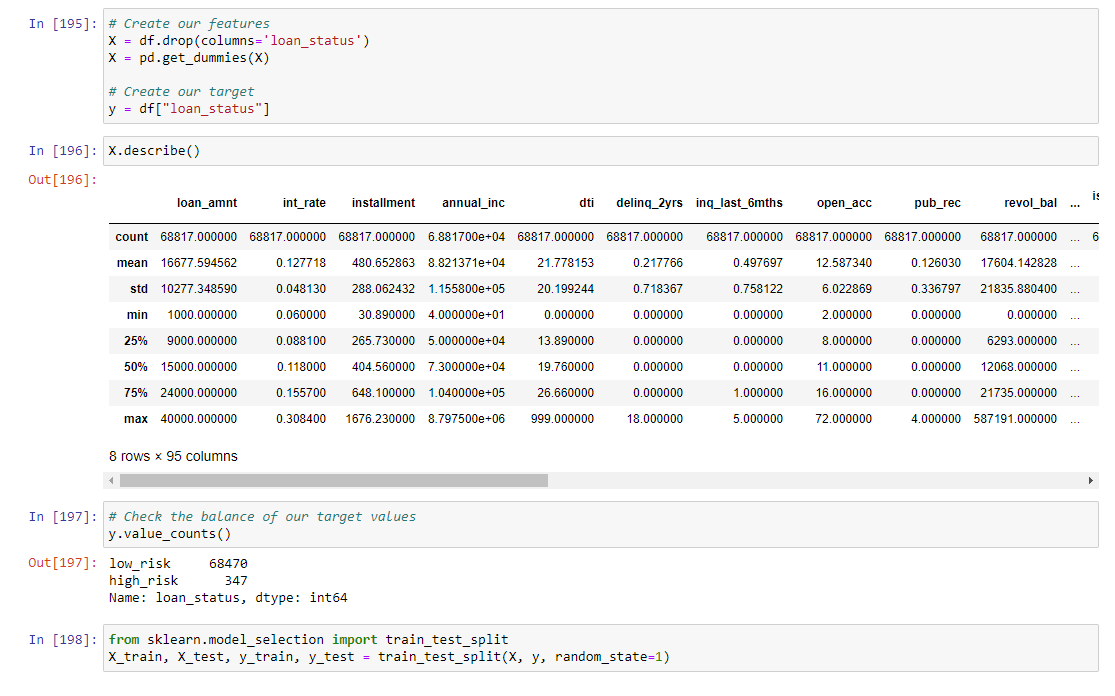 In [195]: # Create our features
X = df.drop(columns='loan_status')
X = pd.get_dummies(X)
# Create our target
y = df["loan_status"]
In [196]: X.describe()
Out[196]:
loan_amnt int_rate installment annual_inc dti delinq_2yrs inq_last_6mths open_acc pub_rec revol_bal ... is
count 68817.000000 68817.000000 68817.000000 6.881700e+04 68817.000000 68817.000000 68817.000000 68817.000000 68817.000000 68817.000000 ... 6
mean 16677.594562 0.127718 480.652863 8.821371e+04 21.778153 0.217766 0.497697 12.587340 0.126030 17604.142828 ...
std 10277.348590 0.048130 288.062432 1.155800e+05 20.199244 0.718367 0.758122 6.022869 0.336797 21835.880400 ...
min 1000.000000 0.060000 30.890000 4.000000e+01 0.000000 0.000000 0.000000 2.000000 0.000000 0.000000 ...
25% 9000.000000 0.088100 265.730000 5.000000e+04 13.890000 0.000000 0.000000 8.000000 0.000000 6293.000000 ...
50% 15000.000000 0.118000 404.560000 7.300000e+04 19.760000 0.000000 0.000000 11.000000 0.000000 12068.000000 ...
75% 24000.000000 0.155700 648.100000 1.040000e+05 26.660000 0.000000 1.000000 16.000000 0.000000 21735.000000 ...
max 40000.000000 0.308400 1676.230000 8.797500e+06 999.000000 18.000000 5.000000 72.000000 4.000000 587191.000000 ...
8 rows × 95 columns
In [197]: # Check the balance of our target values
y.value_counts()
Out[197]: low_risk 68470
high_risk 347
Name: loan_status, dtype: int64
In [198]: from sklearn.model_selection import train_test_split
X_train, X_test, y_train, y_test = train_test_split(X, y, random_state=1)